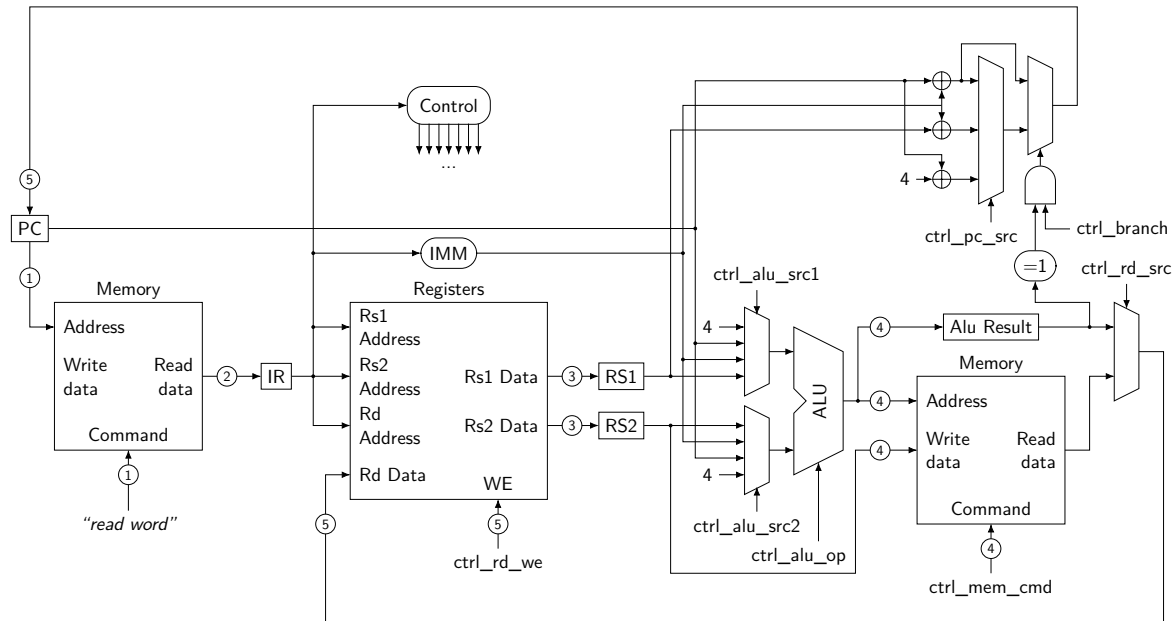 Control
...
5
4
PC
ctrl_pc_src
ctrl_branch
IMM
=1
1
ctrl_alu_src1
ctrl_rd_src
Memory
Registers
Address
Write
data
Read
data
Command
2
IR
Rs1
Address
Rs2
Address
Rd
Address
Rd Data
Rs1 Data
Rs2 Data
WE
3
RS1
3
RS2
4
4
ALU
4
Alu Result
4
4
Memory
Address
Write
data
Read
data
Command
1
"read word"
5
5
ctrl_rd_we
ctrl_alu_src2
ctrl_alu_op
4
ctrl_mem_cmd